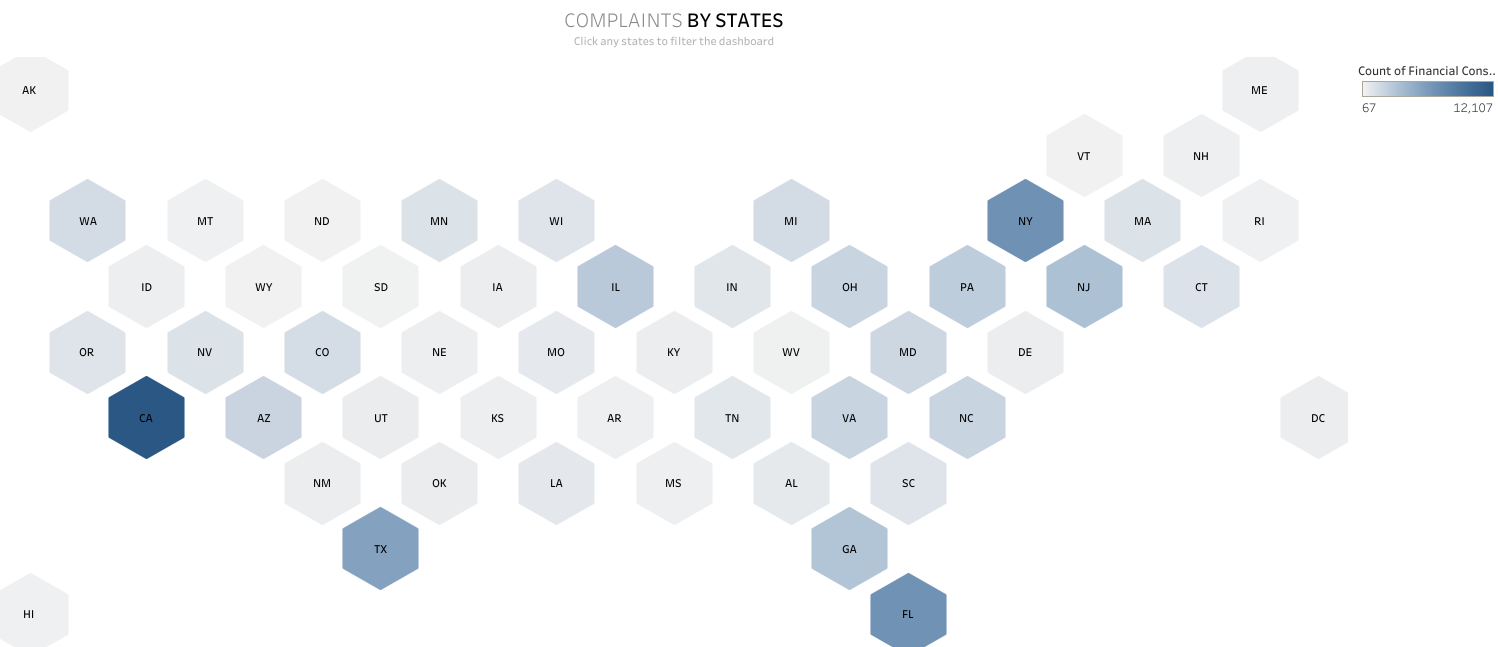 COMPLAINTS BY STATES
Click any states to filter the dashboard
Count of Financial Cons..
67 12,107
AK ME
VT NH
WA MT ND MN WI MI NY MA RI
ID WY SD IA IL IN OH PA NJ CT
OR NV CO NE MO KY WV MD DE
CA AZ UT KS AR TN VA NC DC
NM OK LA MS AL SC
TX GA
HI FL